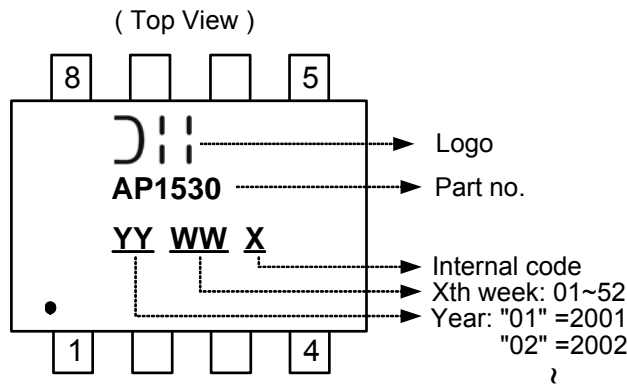 ( Top View )
8 5
Logo
AP1530 Part no.
YY WW X
Internal code
Xth week: 01~52
Year: "01" =2001
"02" =2002
~
1 4